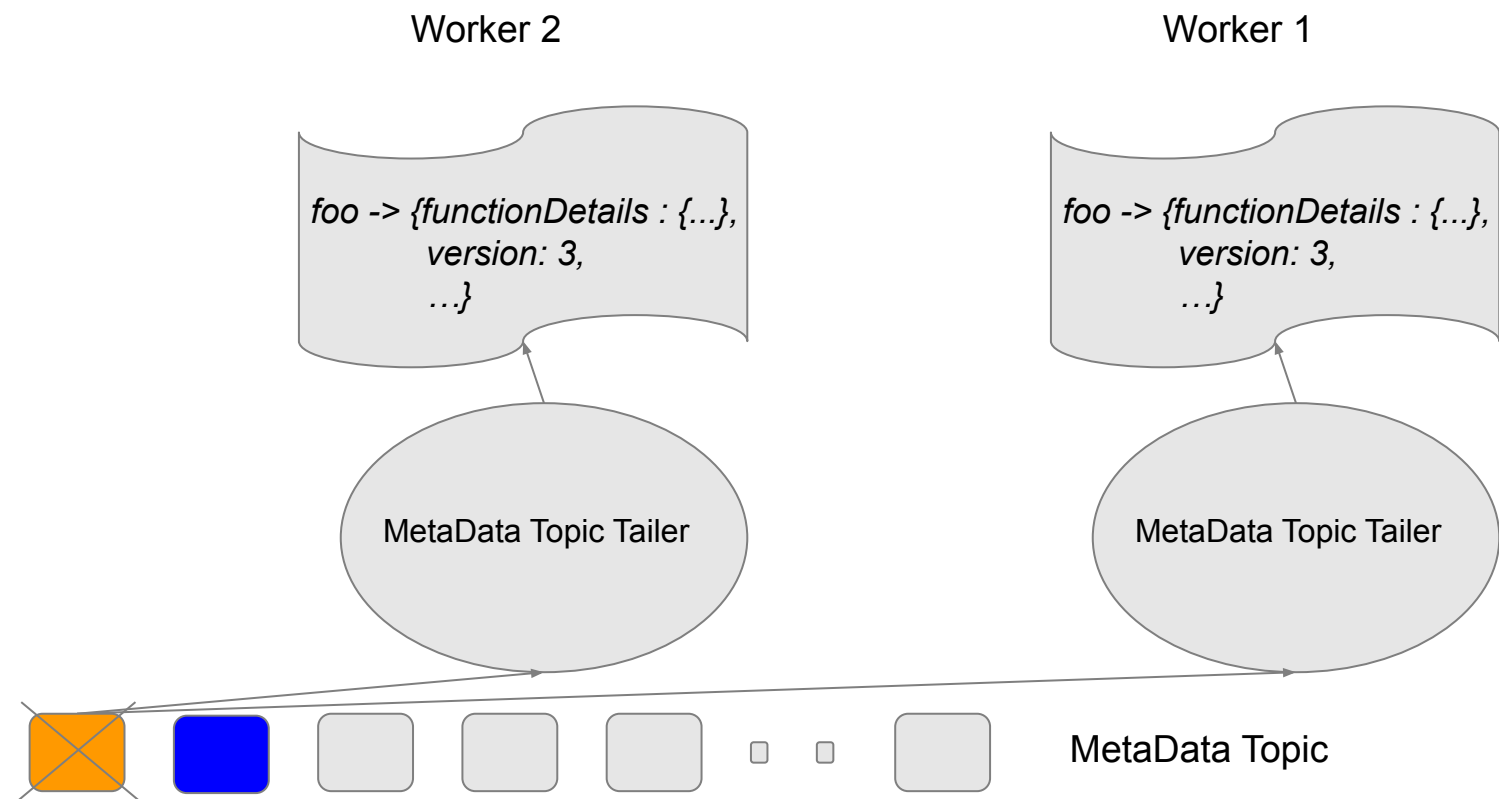 Worker 2
Worker 1
foo -> {functionDetails : {...},
version: 3,
…}
foo -> {functionDetails : {...},
version: 3,
…}
MetaData Topic Tailer
MetaData Topic Tailer
MetaData Topic